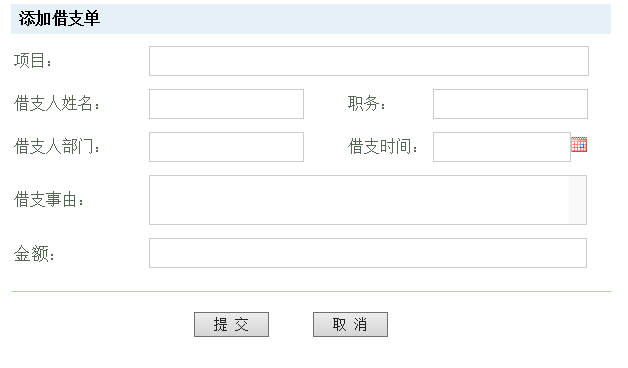 添加借支单
项目：
借支人姓名： 职务：
借支人部门： 借支时间：
借支事由：
金额：
提 交 取 消